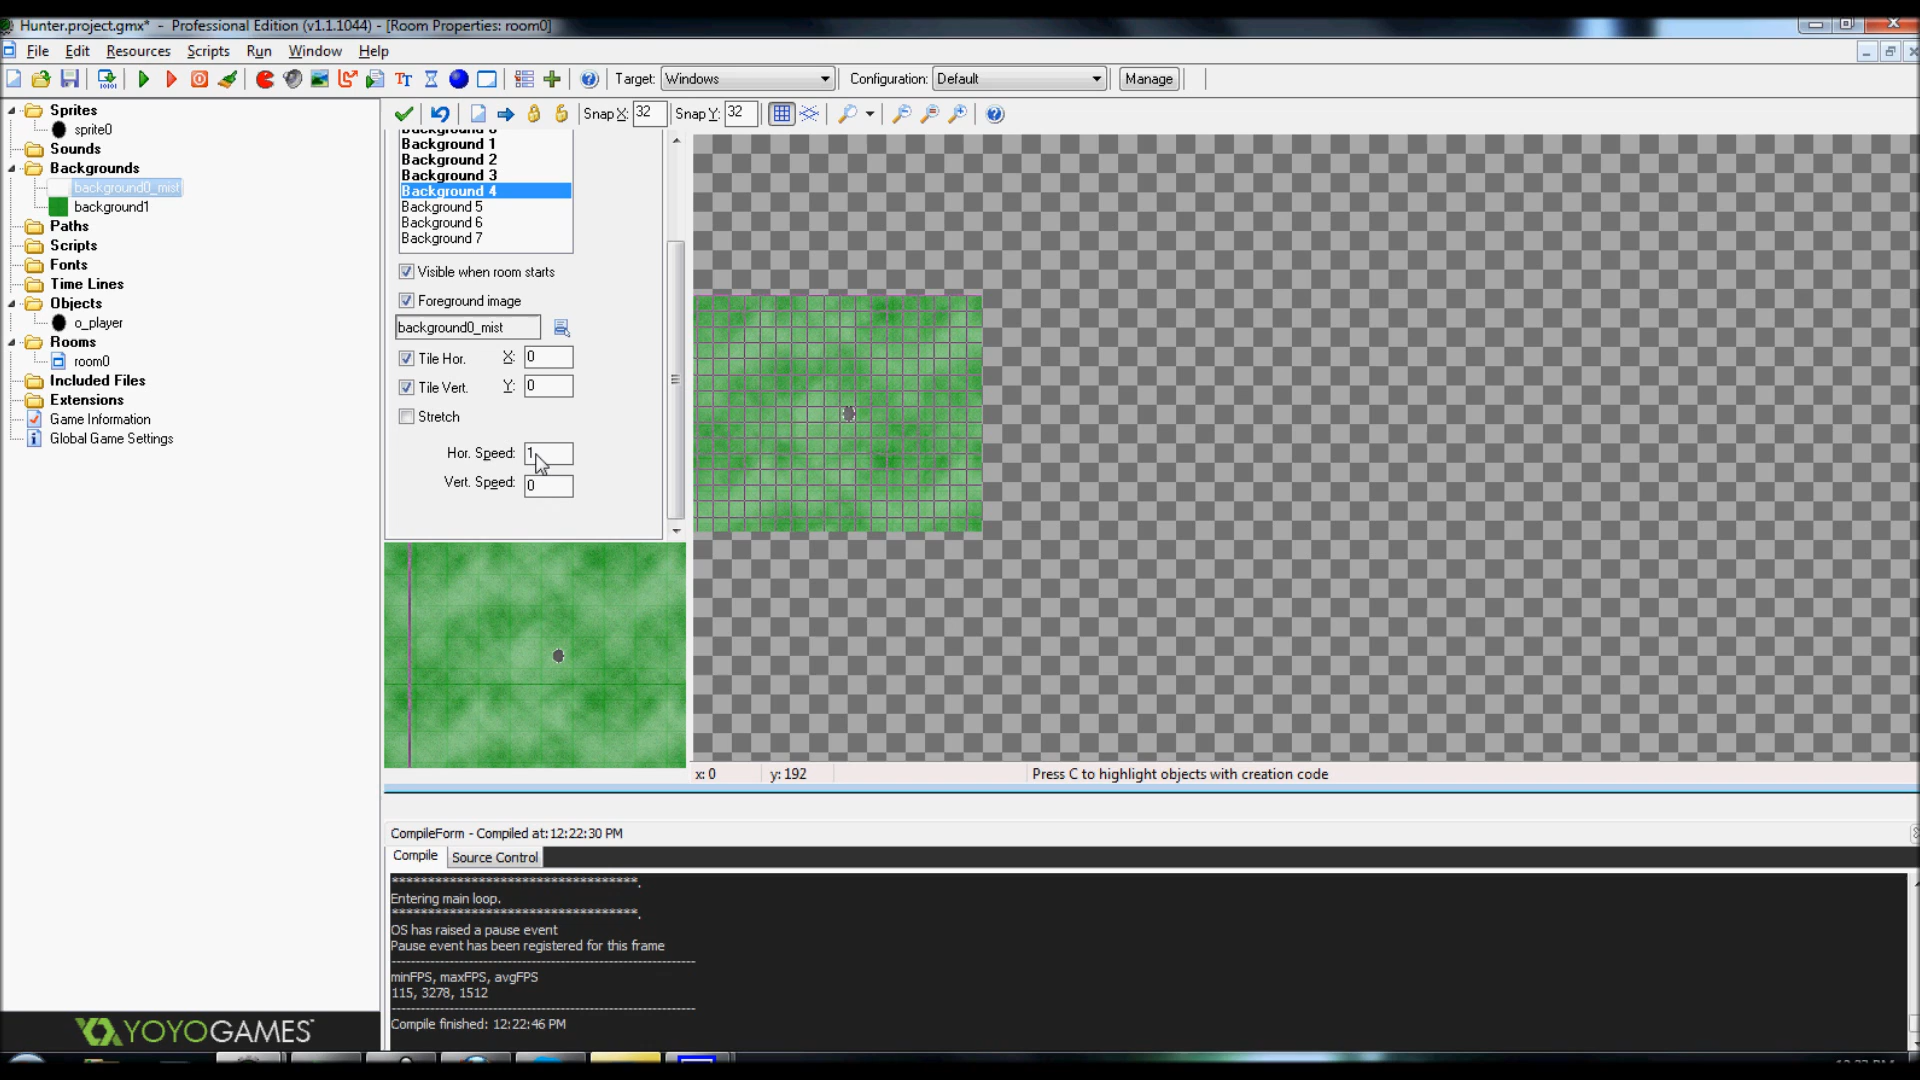 Hunter.project.gmx* - Professional Edition (v1.1.1044) - [Room Properties: room0]
File Edit Resources Scripts Run Window Help
Target: Windows Configuration: Default Manage
Snap X: 32 Snap Y: 32
Sprites
sprite0
Sounds
Backgrounds
background0_mist
background1
Paths
Scripts
Fonts
Time Lines
Objects
o_player
Rooms
room0
Included Files
Extensions
Game Information
Global Game Settings
YOYOGAMES
Background 1
Background 2
Background 3
Background 4
Background 5
Background 6
Background 7
Visible when room starts
Foreground image
background0_mist
Tile Hor. X: 0
Tile Vert. Y: 0
Stretch
Hor. Speed: 1
Vert. Speed: 0
x: 0 y: 192 Press C to highlight objects with creation code
CompileForm - Compiled at: 12:22:30 PM
Compile Source Control
***********************************.
Entering main loop.
***********************************.
OS has raised a pause event
Pause event has been registered for this frame
minFPS, maxFPS, avgFPS
115, 3278, 1512
Compile finished: 12:22:46 PM